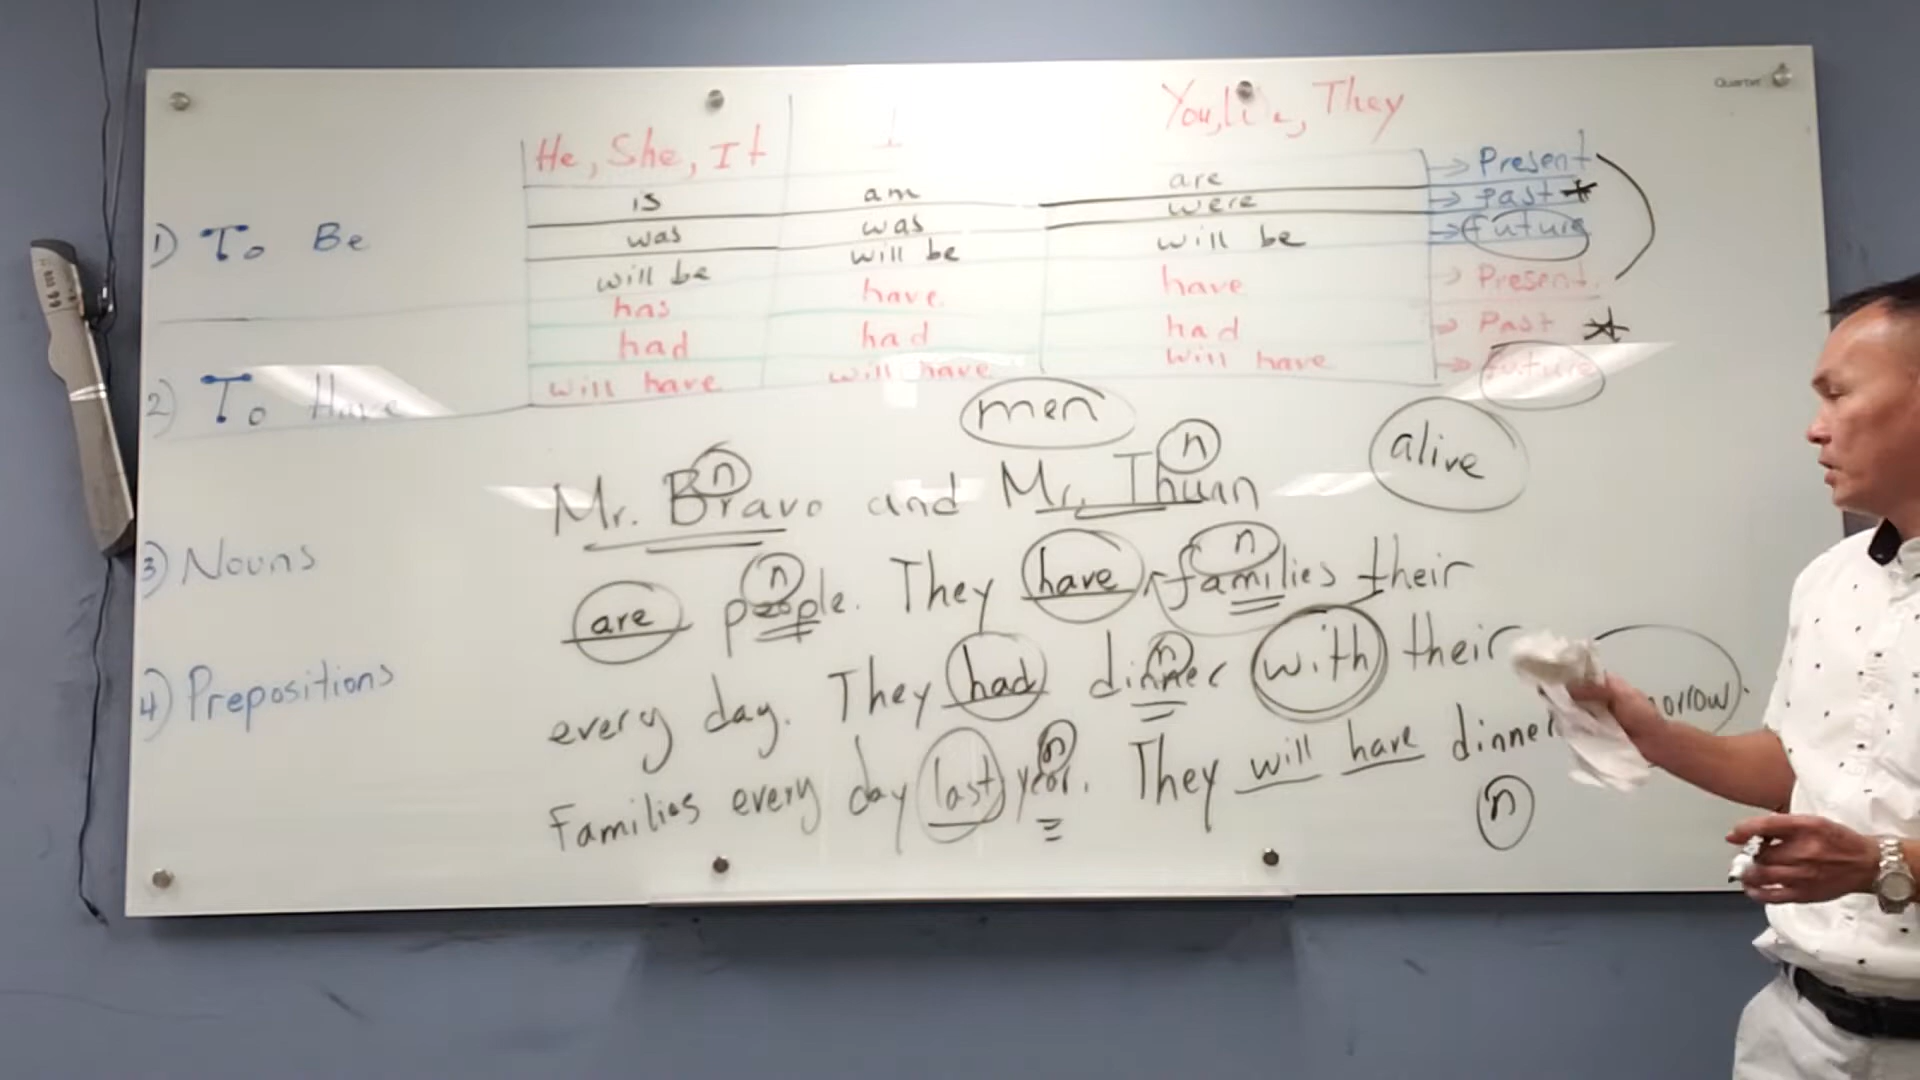 Quartet
You, We, They
He, She, It I
is am are → Present
was was were → Past *
1) To Be
will be will be will be → future
has have have → Present
had had had → Past *
will have will have will have → future
2) To Have
men
alive
n n
Mr. Bravo and Mr. Thuan
3) Nouns
n n
are people. They have families their
n
4) Prepositions
every day. They had dinner with their
n
Families every day last year. They will have dinner orrow.
n